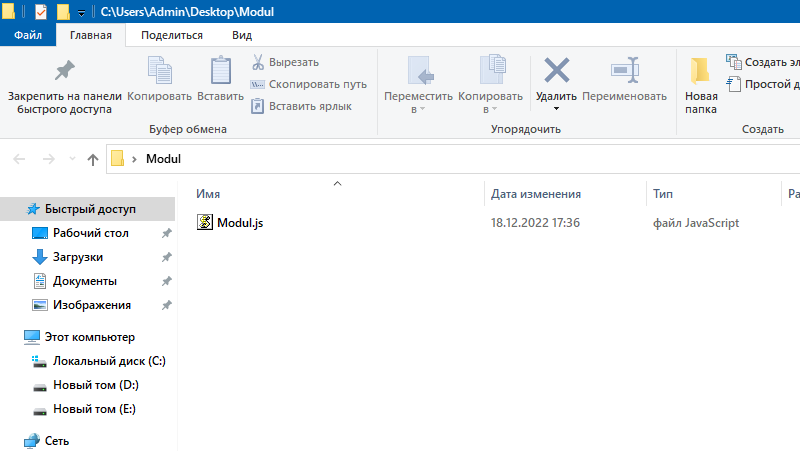 C:\Users\Admin\Desktop\Modul
Файл Главная Поделиться Вид
Закрепить на панели быстрого доступа
Копировать
Вставить
Вырезать
Скопировать путь
Вставить ярлык
Буфер обмена
Переместить в
Копировать в
Удалить
Переименовать
Упорядочить
Новая папка
Создать эл
Простой д
Создать
Modul
Имя Дата изменения Тип Ра
Modul.js 18.12.2022 17:36 файл JavaScript
Быстрый доступ
Рабочий стол
Загрузки
Документы
Изображения
Этот компьютер
Локальный диск (C:)
Новый том (D:)
Новый том (E:)
Сеть